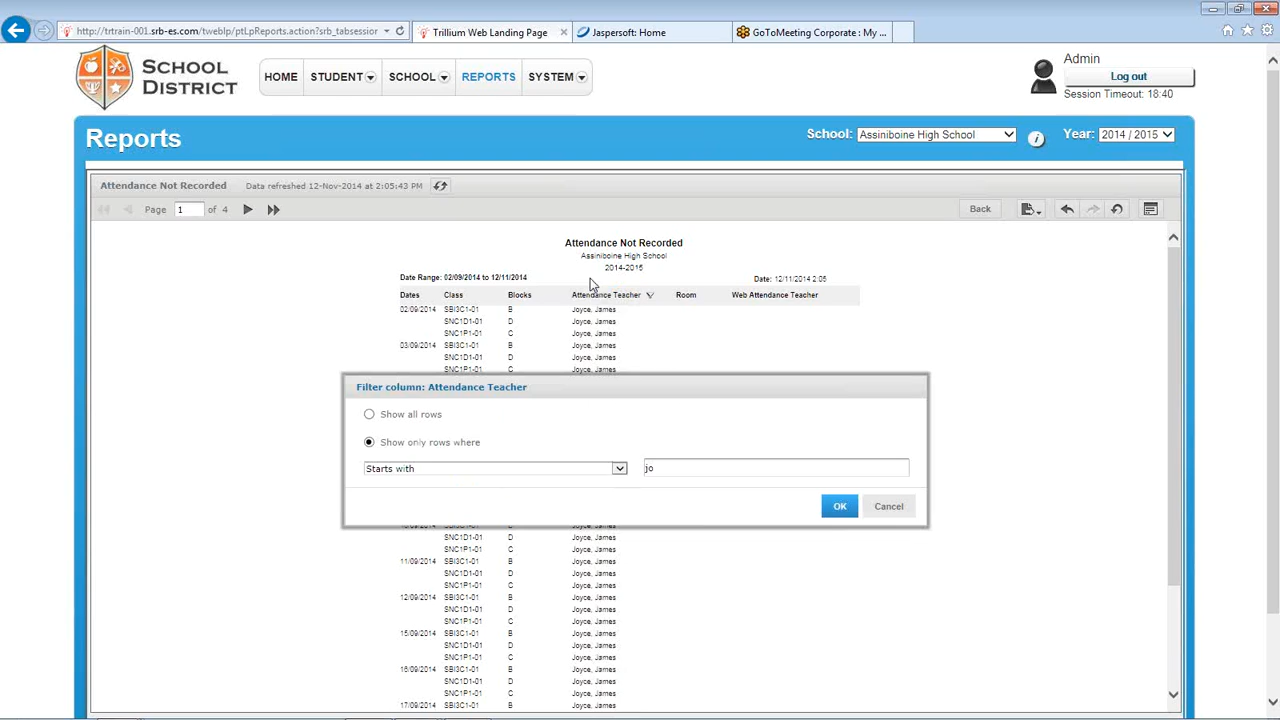 http://trtrain-001.srb-es.com/tweblp/ptLpReports.action?srb_tabsession
Trillium Web Landing Page
Jaspersoft: Home
GoToMeeting Corporate : My ...
SCHOOL DISTRICT
HOME STUDENT SCHOOL REPORTS SYSTEM
Admin
Log out
Session Timeout: 18:40
Reports
School: Assiniboine High School i Year: 2014 / 2015
Attendance Not Recorded Data refreshed 12-Nov-2014 at 2:05:43 PM
Page 1 of 4 Back
Attendance Not Recorded
Assiniboine High School
2014-2015
Date Range: 02/09/2014 to 12/11/2014 Date: 12/11/2014 2:05
Dates Class Blocks Attendance Teacher Room Web Attendance Teacher
02/09/2014 SBI3C1-01 B Joyce, James
SNC1D1-01 D Joyce, James
SNC1P1-01 C Joyce, James
03/09/2014 SBI3C1-01 B Joyce, James
SNC1D1-01 D Joyce, James
SNC1P1-01 C Joyce, James
Filter column: Attendance Teacher
Show all rows
Show only rows where
Starts with jo
OK Cancel
SNC1D1-01 D Joyce, James
SNC1P1-01 C Joyce, James
11/09/2014 SBI3C1-01 B Joyce, James
SNC1D1-01 D Joyce, James
SNC1P1-01 C Joyce, James
12/09/2014 SBI3C1-01 B Joyce, James
SNC1D1-01 D Joyce, James
SNC1P1-01 C Joyce, James
15/09/2014 SBI3C1-01 B Joyce, James
SNC1D1-01 D Joyce, James
SNC1P1-01 C Joyce, James
16/09/2014 SBI3C1-01 B Joyce, James
SNC1D1-01 D Joyce, James
SNC1P1-01 C Joyce, James
17/09/2014 SBI3C1-01 B Joyce, James